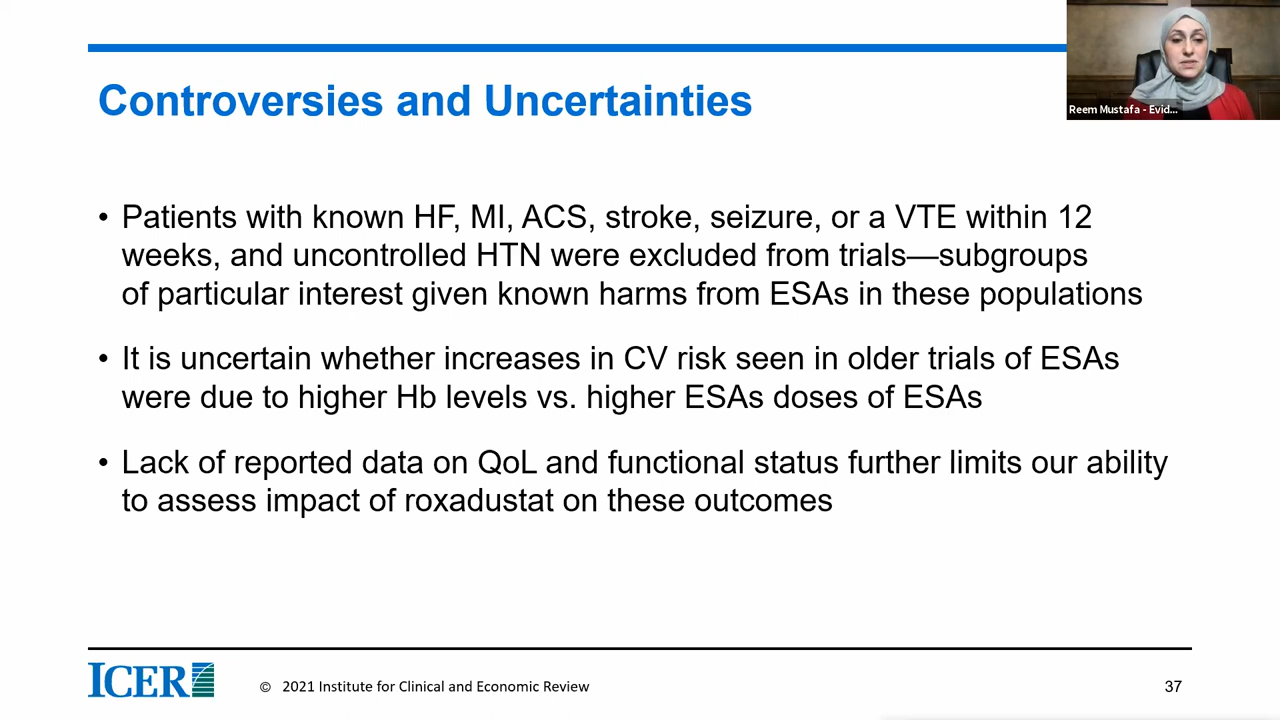 Controversies and Uncertainties
Reem Mustafa - Evid...
• Patients with known HF, MI, ACS, stroke, seizure, or a VTE within 12
weeks, and uncontrolled HTN were excluded from trials—subgroups
of particular interest given known harms from ESAs in these populations
• It is uncertain whether increases in CV risk seen in older trials of ESAs
were due to higher Hb levels vs. higher ESAs doses of ESAs
• Lack of reported data on QoL and functional status further limits our ability
to assess impact of roxadustat on these outcomes
ICER
© 2021 Institute for Clinical and Economic Review
37